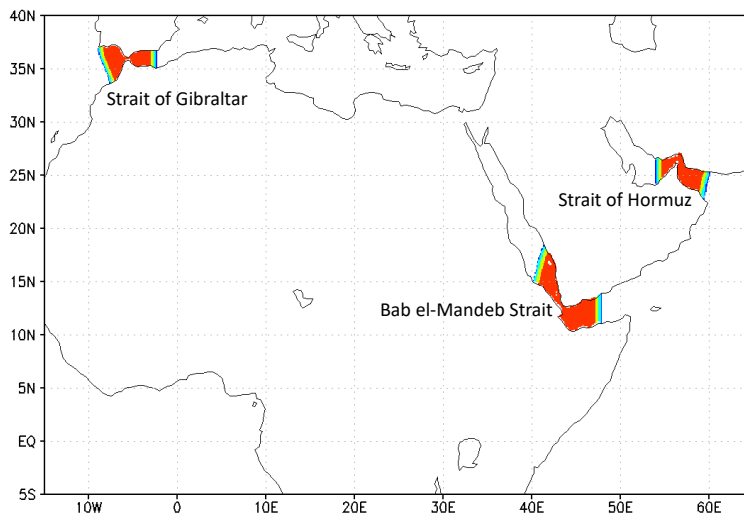 40N
35N
Strait of Gibraltar
30N
25N
Strait of Hormuz
20N
15N
Bab el-Mandeb Strait
10N
5N
EQ
5S
10W 0 10E 20E 30E 40E 50E 60E